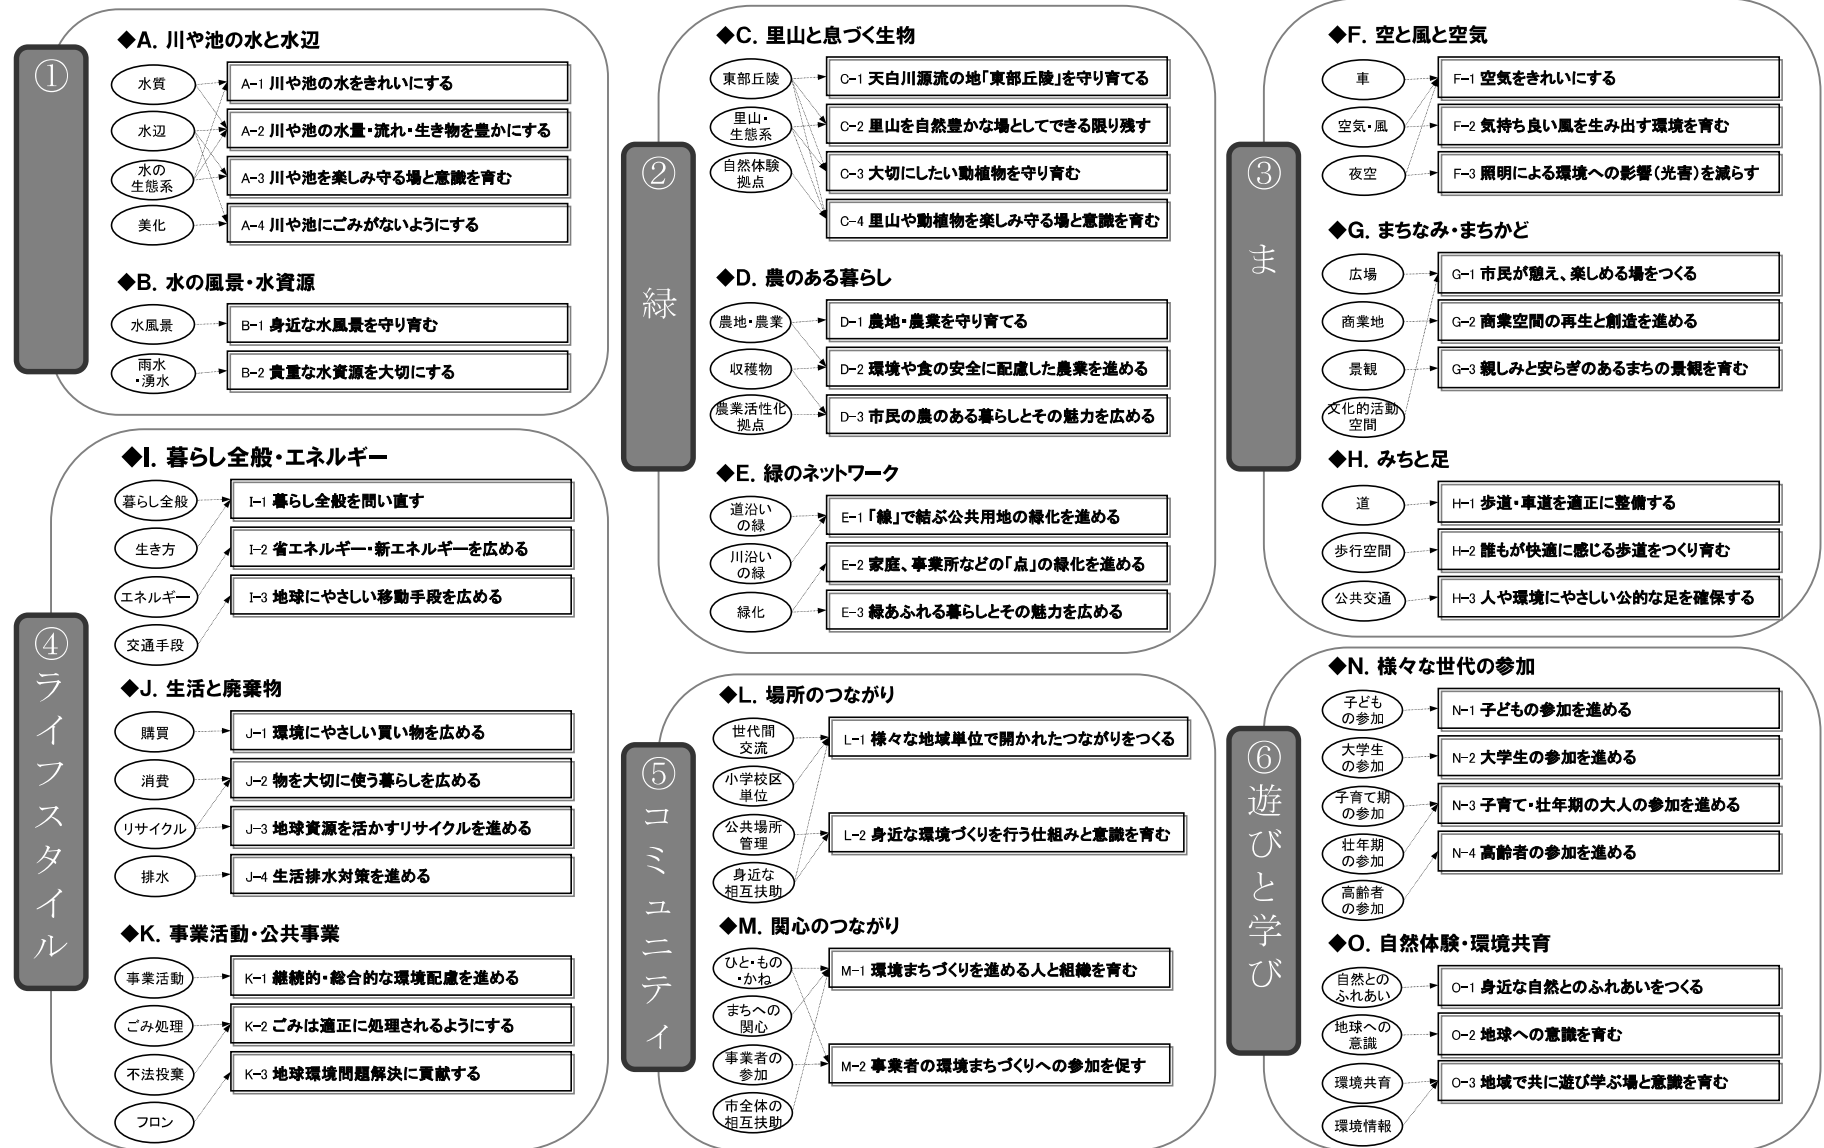 ①
◆A. 川や池の水と水辺
水質
水辺
水の
生態系
美化
A-1 川や池の水をきれいにする
A-2 川や池の水量・流れ・生き物を豊かにする
A-3 川や池を楽しみ守る場と意識を育む
A-4 川や池にごみがないようにする
◆B. 水の風景・水資源
水風景
雨水
・湧水
B-1 身近な水風景を守り育む
B-2 貴重な水資源を大切にする
②緑
◆C. 里山と息づく生物
東部丘陵
里山・
生態系
自然体験
拠点
C-1 天白川源流の地「東部丘陵」を守り育てる
C-2 里山を自然豊かな場としてできる限り残す
C-3 大切にしたい動植物を守り育む
C-4 里山や動植物を楽しみ守る場と意識を育む
◆D. 農のある暮らし
農地・農業
収穫物
農業活性化
拠点
D-1 農地・農業を守り育てる
D-2 環境や食の安全に配慮した農業を進める
D-3 市民の農のある暮らしとその魅力を広める
◆E. 緑のネットワーク
道沿い
の緑
川沿い
の緑
緑化
E-1 「線」で結ぶ公共用地の緑化を進める
E-2 家庭、事業所などの「点」の緑化を進める
E-3 緑あふれる暮らしとその魅力を広める
③ま
◆F. 空と風と空気
車
空気・風
夜空
F-1 空気をきれいにする
F-2 気持ち良い風を生み出す環境を育む
F-3 照明による環境への影響(光害)を減らす
◆G. まちなみ・まちかど
広場
商業地
景観
文化的活動
空間
G-1 市民が憩え、楽しめる場をつくる
G-2 商業空間の再生と創造を進める
G-3 親しみと安らぎのあるまちの景観を育む
◆H. みちと足
道
歩行空間
公共交通
H-1 歩道・車道を適正に整備する
H-2 誰もが快適に感じる歩道をつくり育む
H-3 人や環境にやさしい公的な足を確保する
④ライフスタイル
◆I. 暮らし全般・エネルギー
暮らし全般
生き方
エネルギー
交通手段
I-1 暮らし全般を問い直す
I-2 省エネルギー・新エネルギーを広める
I-3 地球にやさしい移動手段を広める
◆J. 生活と廃棄物
購買
消費
リサイクル
排水
J-1 環境にやさしい買い物を広める
J-2 物を大切に使う暮らしを広める
J-3 地球資源を活かすリサイクルを進める
J-4 生活排水対策を進める
◆K. 事業活動・公共事業
事業活動
ごみ処理
不法投棄
フロン
K-1 継続的・総合的な環境配慮を進める
K-2 ごみは適正に処理されるようにする
K-3 地球環境問題解決に貢献する
⑤コミュニティ
◆L. 場所のつながり
世代間
交流
小学校区
単位
公共場所
管理
身近な
相互扶助
L-1 様々な地域単位で開かれたつながりをつくる
L-2 身近な環境づくりを行う仕組みと意識を育む
◆M. 関心のつながり
ひと・もの
・かね
まちへの
関心
事業者の
参加
市全体の
相互扶助
M-1 環境まちづくりを進める人と組織を育む
M-2 事業者の環境まちづくりへの参加を促す
⑥遊びと学び
◆N. 様々な世代の参加
子ども
の参加
大学生
の参加
子育て期
の参加
壮年期
の参加
高齢者
の参加
N-1 子どもの参加を進める
N-2 大学生の参加を進める
N-3 子育て・壮年期の大人の参加を進める
N-4 高齢者の参加を進める
◆O. 自然体験・環境共育
自然との
ふれあい
地球への
意識
環境共育
環境情報
O-1 身近な自然とのふれあいをつくる
O-2 地球への意識を育む
O-3 地域で共に遊び学ぶ場と意識を育む